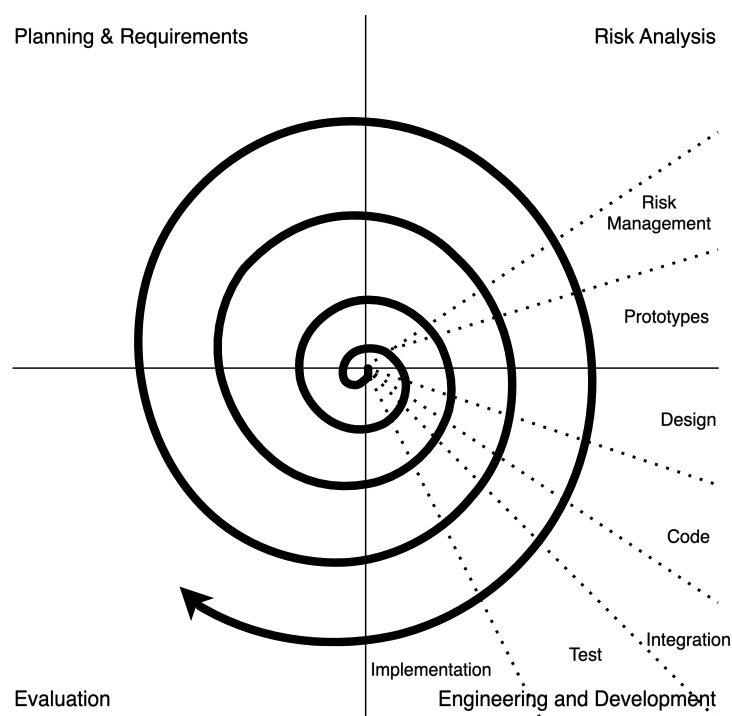 Planning & Requirements
Risk Analysis
Risk
Management
Prototypes
Design
Code
Integration
Test
Implementation
Evaluation
Engineering and Development